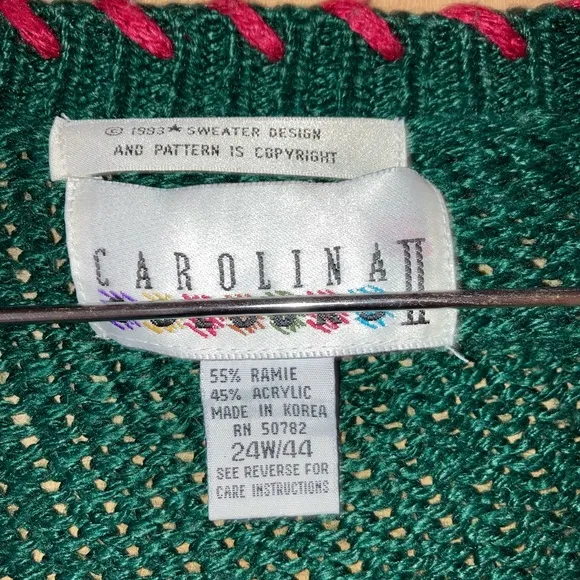 © 1993★ SWEATER DESIGN
AND PATTERN IS COPYRIGHT
CAROLINA II
55% RAMIE
45% ACRYLIC
MADE IN KOREA
RN 50782
24W/44
SEE REVERSE FOR
CARE INSTRUCTIONS